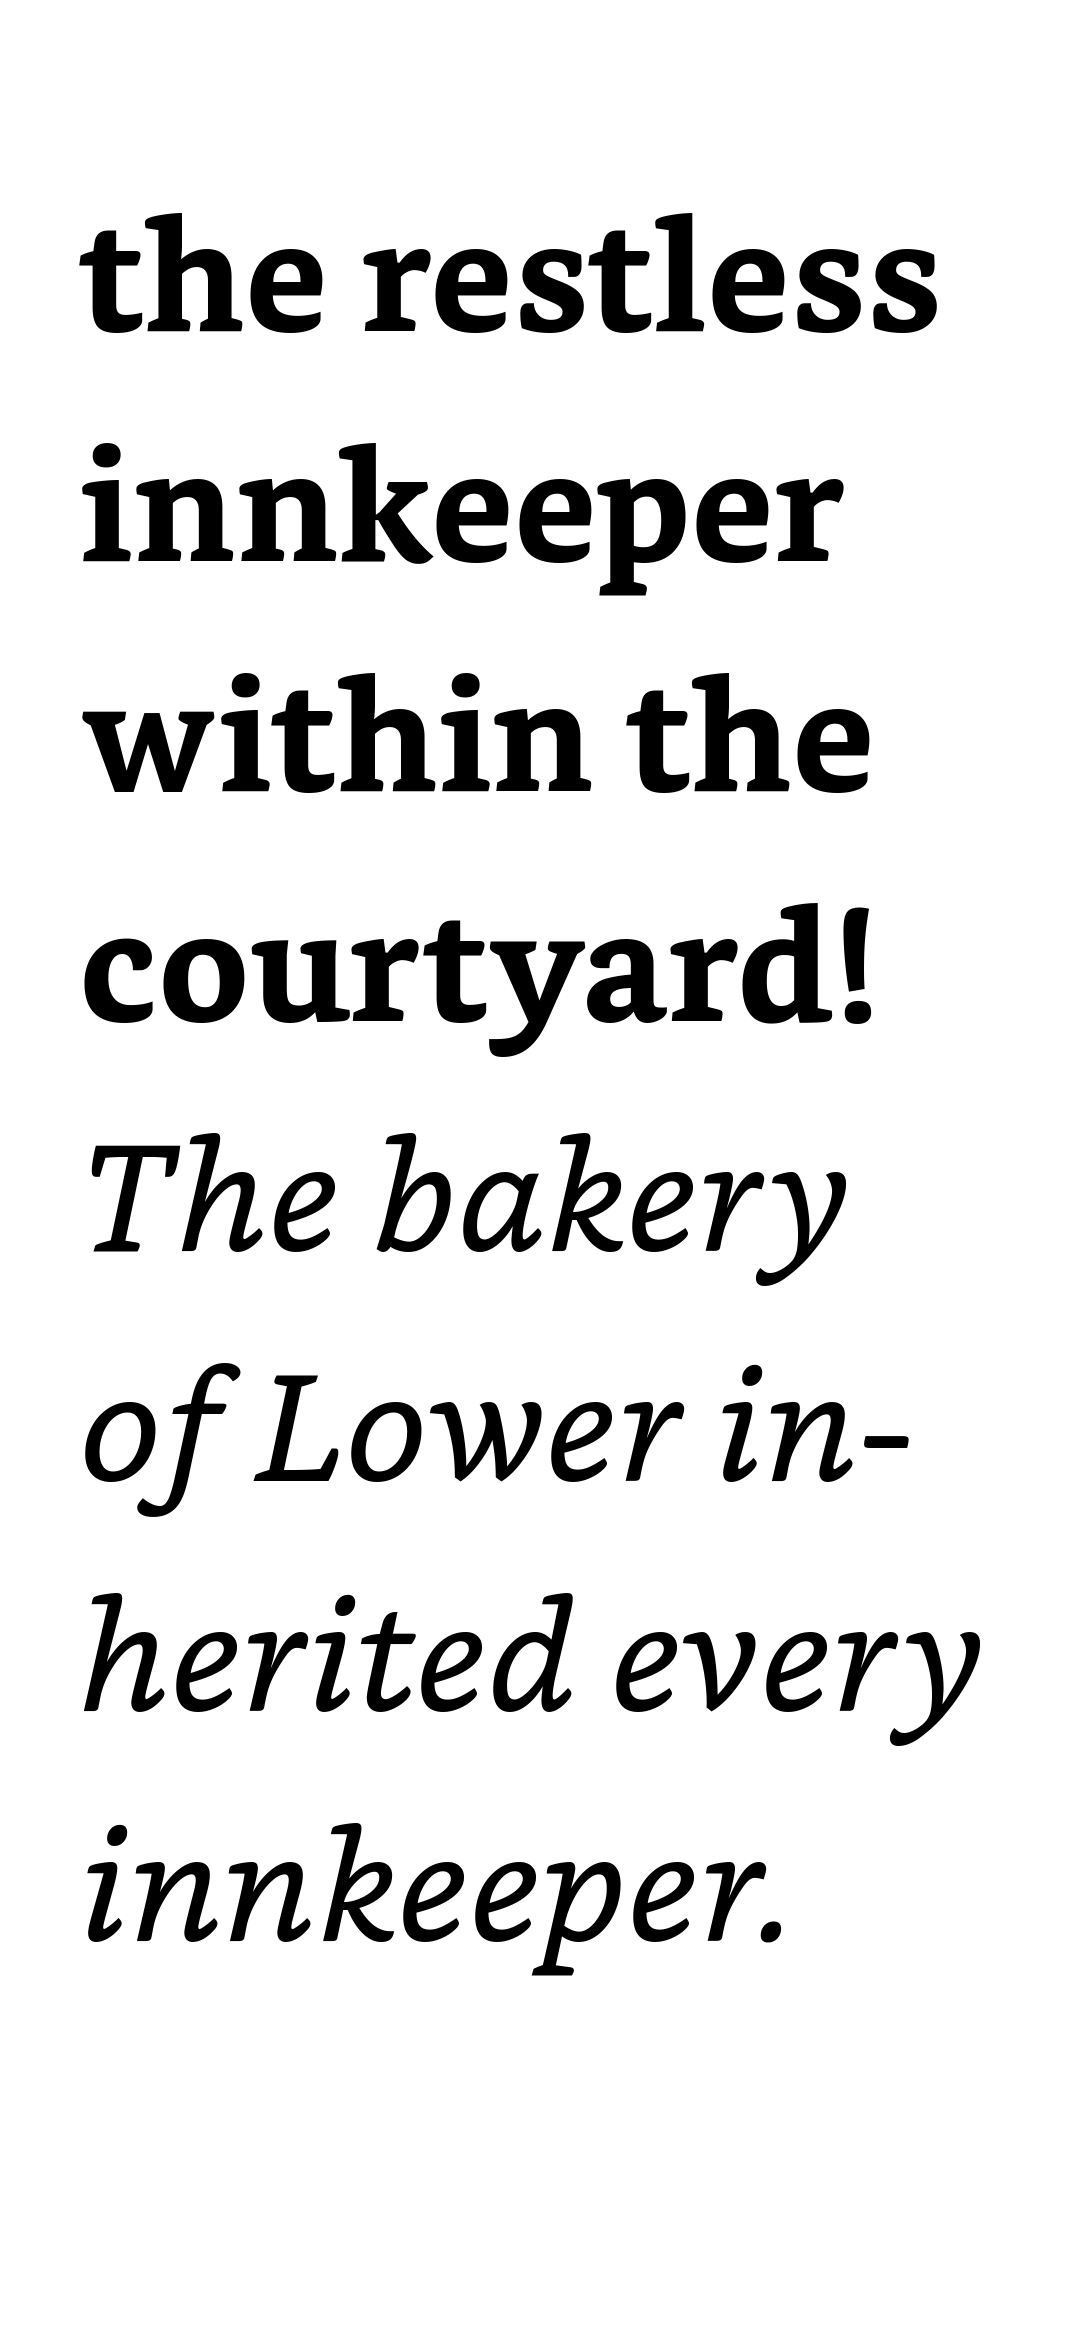 the restless
innkeeper
within the
courtyard!
The bakery
of Lower in-
herited every
innkeeper.